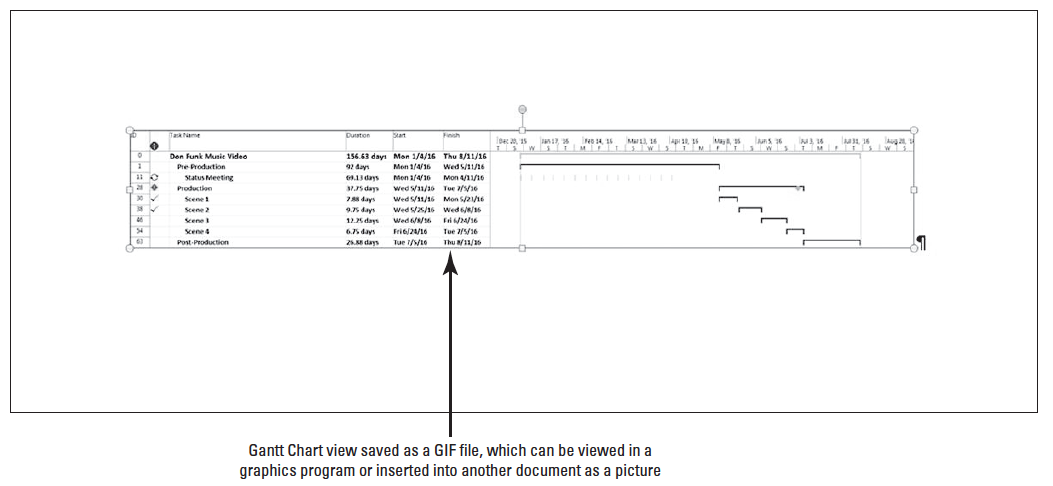 ID Task Name Duration Start Finish Dec 20, '15 Jan 17, '16 Feb 14, '16 Mar 13, '16 Apr 10, '16 May 8, '16 Jun 5, '16 Jul 3, '16 Jul 31, '16 Aug 28, '1
T S W S T M F T S W S T M F T S W S T M F T S W S
0 Don Funk Music Video 156.63 days Mon 1/4/16 Thu 8/11/16
1 Pre-Production 92 days Mon 1/4/16 Wed 5/11/16
11 Status Meeting 69.13 days Mon 1/4/16 Mon 4/11/16
28 Production 37.75 days Wed 5/11/16 Tue 7/5/16
30 Scene 1 7.88 days Wed 5/11/16 Mon 5/23/16
38 Scene 2 9.75 days Wed 5/25/16 Wed 6/8/16
46 Scene 3 12.25 days Wed 6/8/16 Fri 6/24/16
54 Scene 4 6.75 days Fri 6/24/16 Tue 7/5/16
63 Post-Production 26.88 days Tue 7/5/16 Thu 8/11/16
¶
Gantt Chart view saved as a GIF file, which can be viewed in a
graphics program or inserted into another document as a picture